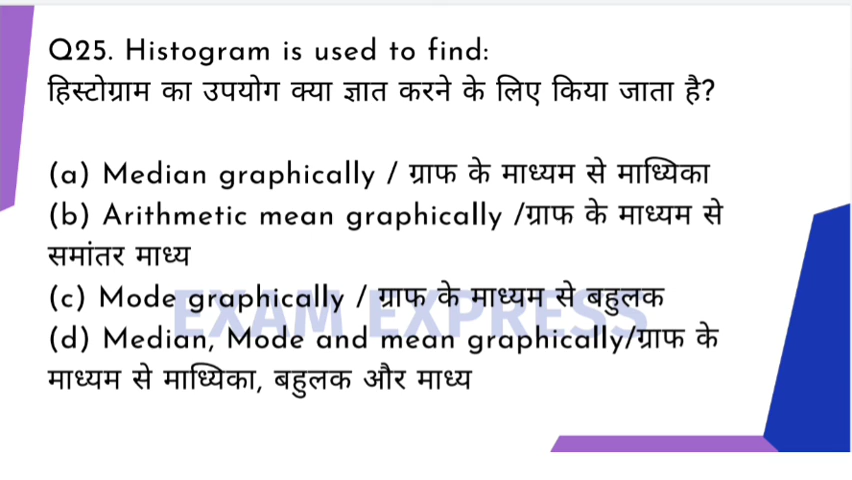 Q25. Histogram is used to find:
हिस्टोग्राम का उपयोग क्या ज्ञात करने के लिए किया जाता है?
(a) Median graphically / ग्राफ के माध्यम से माध्यिका
(b) Arithmetic mean graphically /ग्राफ के माध्यम से
समांतर माध्य
(c) Mode graphically / ग्राफ के माध्यम से बहुलक
EXAM EXPRESS
(d) Median, Mode and mean graphically/ग्राफ के
माध्यम से माध्यिका, बहुलक और माध्य